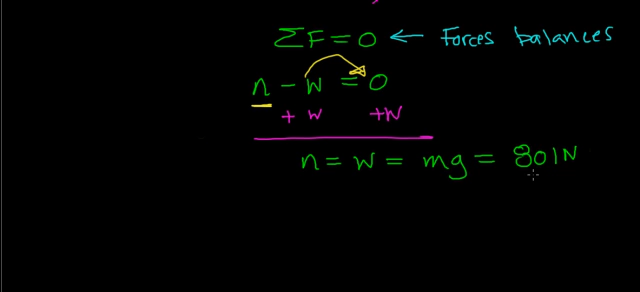 ΣF = 0 ← Forces balances
n - w = 0
+ w +w
n = w = mg = 801N